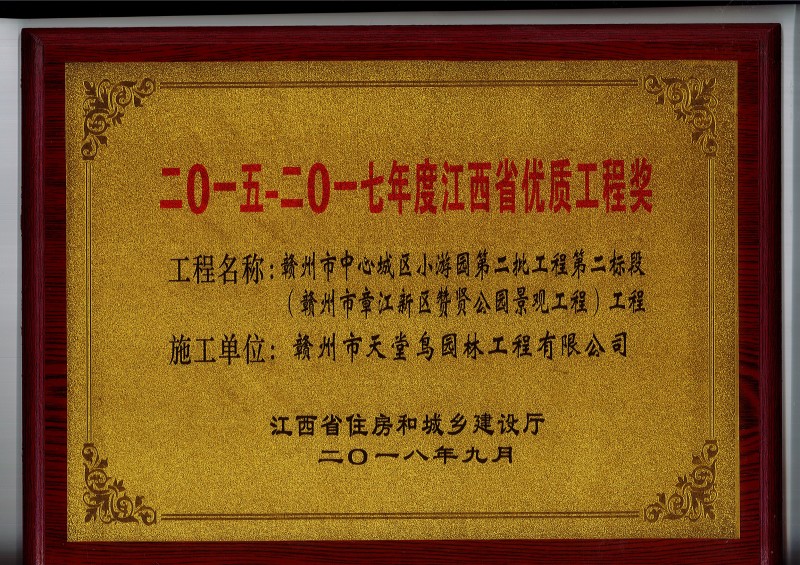 二〇一五-二〇一七年度江西省优质工程奖
工程名称：赣州市中心城区小游园第二批工程第二标段
（赣州市章江新区赞贤公园景观工程）工程
施工单位：赣州市天堂鸟园林工程有限公司
江西省住房和城乡建设厅
二〇一八年九月